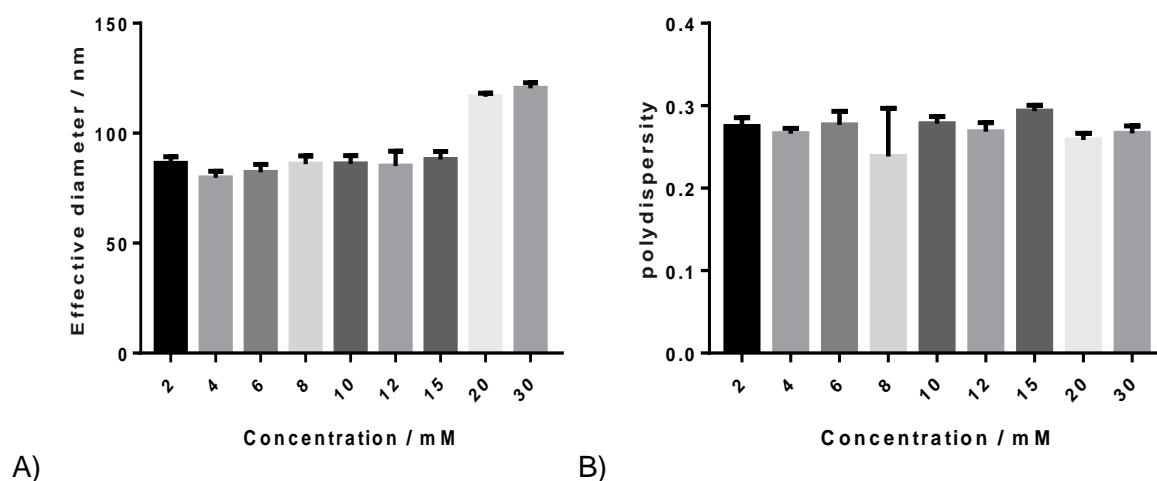 150
100
50
0
Effective diameter / nm
2 4 6 8 10 12 15 20 30
Concentration / mM
A)
0.4
0.3
0.2
0.1
0.0
polydispersity
2 4 6 8 10 12 15 20 30
Concentration / mM
B)